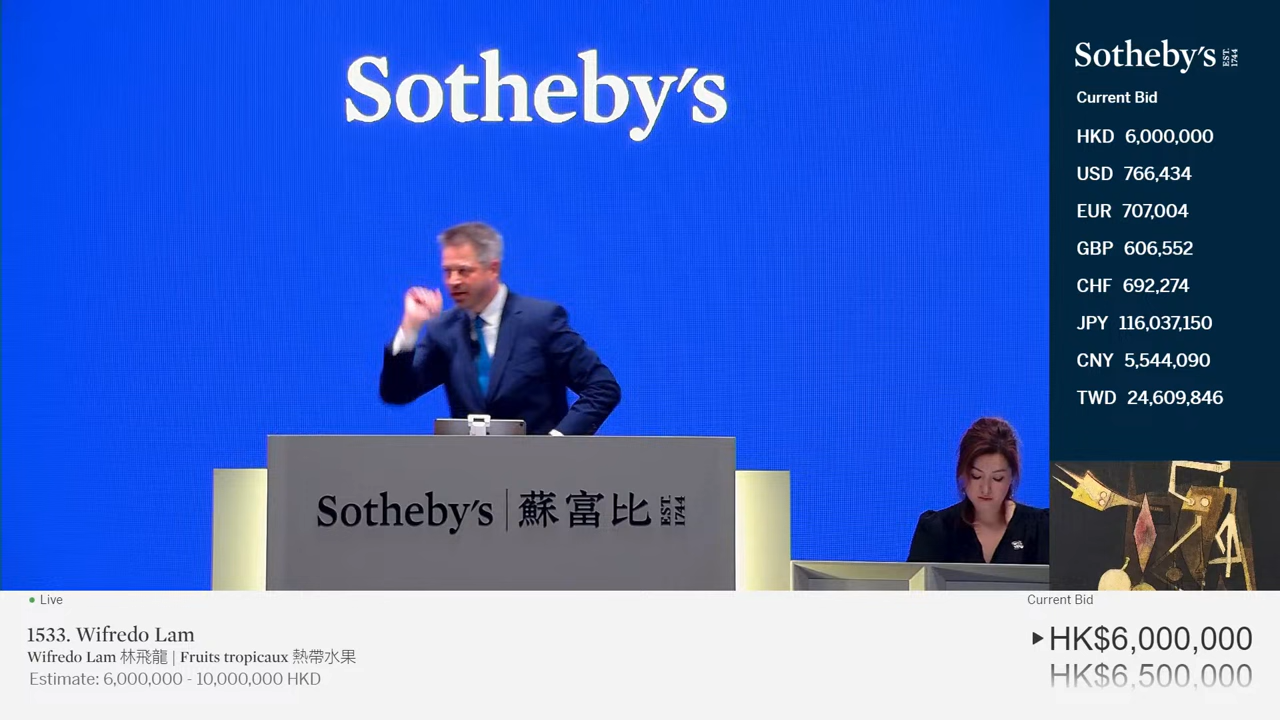 Sotheby's
Sotheby's | 蘇富比 EST. 1744
Sotheby's EST. 1744
Current Bid
HKD 6,000,000
USD 766,434
EUR 707,004
GBP 606,552
CHF 692,274
JPY 116,037,150
CNY 5,544,090
TWD 24,609,846
Live
1533. Wifredo Lam
Wifredo Lam 林飛龍 | Fruits tropicaux 熱帶水果
Estimate: 6,000,000 - 10,000,000 HKD
Current Bid
HK$6,000,000
HK$6,500,000